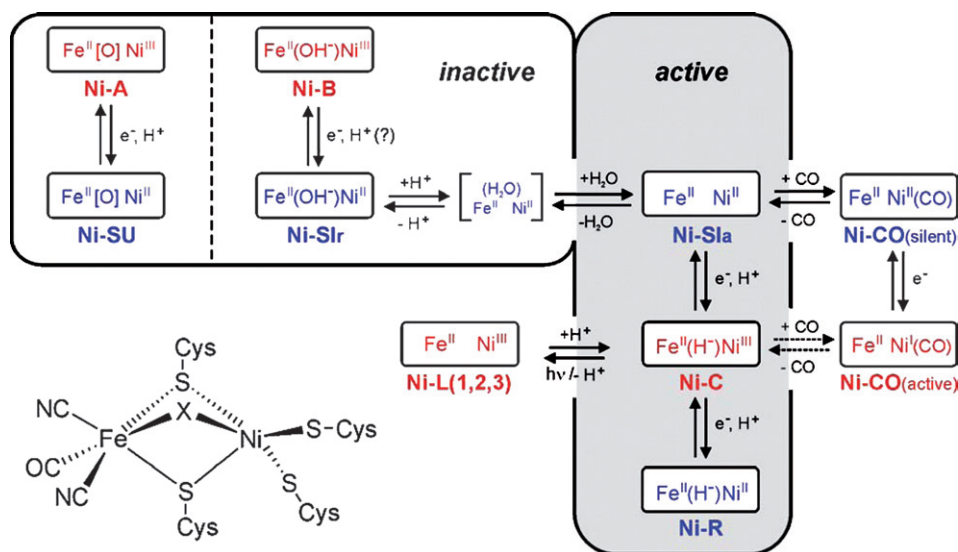 Fe^II [O] Ni^III
Ni-A
e⁻, H⁺
Fe^II [O] Ni^II
Ni-SU
Fe^II(OH⁻)Ni^III
Ni-B
e⁻, H⁺(?)
Fe^II(OH⁻)Ni^II
Ni-SIr
inactive
+H⁺
- H⁺
(H₂O)
Fe^II Ni^II
+H₂O
-H₂O
active
Fe^II Ni^II
Ni-SIa
+ CO
- CO
Fe^II Ni^II(CO)
Ni-CO(silent)
e⁻, H⁺
e⁻
Fe^II Ni^III
Ni-L(1,2,3)
+H⁺
hν/- H⁺
Fe^II(H⁻)Ni^III
Ni-C
+ CO
- CO
Fe^II Ni^I(CO)
Ni-CO(active)
e⁻, H⁺
Fe^II(H⁻)Ni^II
Ni-R
Cys
S
NC
X
Fe
Ni
S-Cys
OC
NC
S
S
Cys
Cys